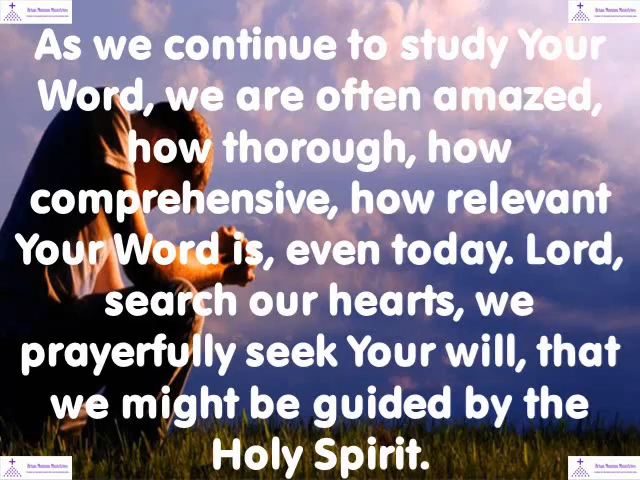 As we continue to study Your
Word, we are often amazed,
how thorough, how
comprehensive, how relevant
Your Word is, even today. Lord,
search our hearts, we
prayerfully seek Your will, that
we might be guided by the
Holy Spirit.